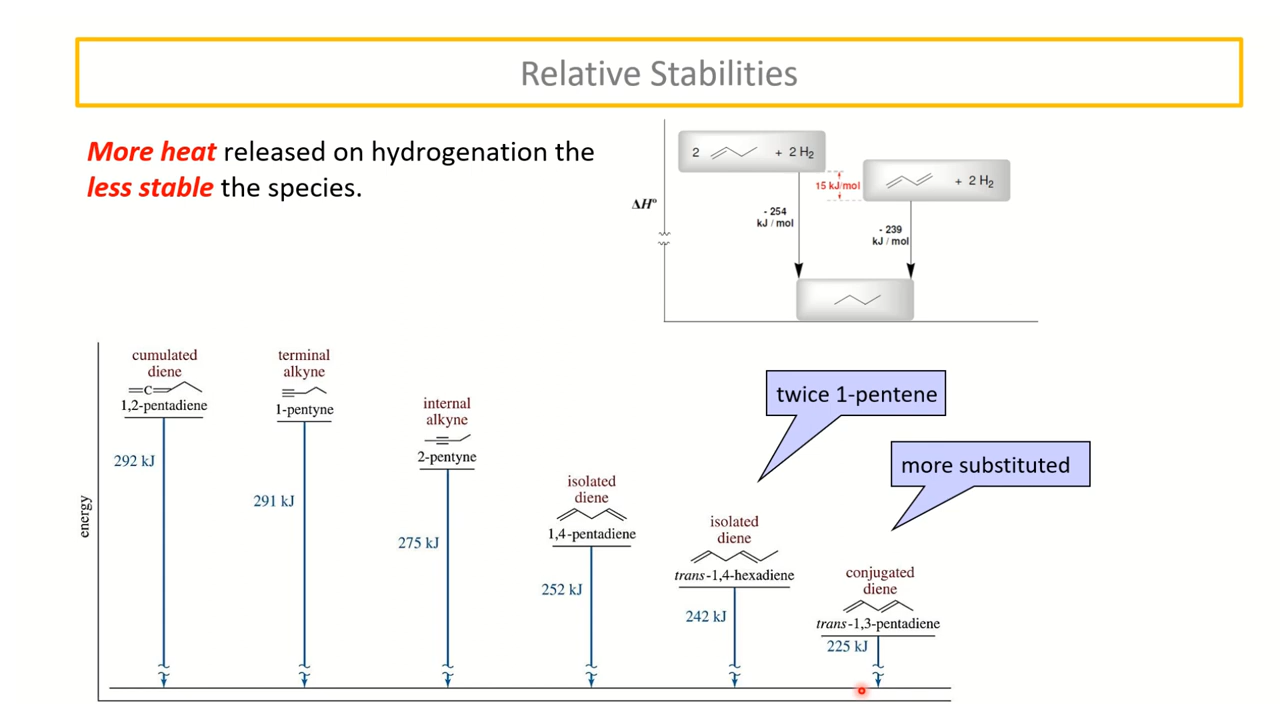 Relative Stabilities
More heat released on hydrogenation the
less stable the species.
2 + 2 H₂
15 kJ/mol
+ 2 H₂
ΔH°
- 254
kJ / mol
- 239
kJ / mol
cumulated
diene
=C=
1,2-pentadiene
292 kJ
terminal
alkyne
1-pentyne
291 kJ
internal
alkyne
2-pentyne
275 kJ
isolated
diene
1,4-pentadiene
252 kJ
twice 1-pentene
isolated
diene
trans-1,4-hexadiene
242 kJ
more substituted
conjugated
diene
trans-1,3-pentadiene
225 kJ
energy